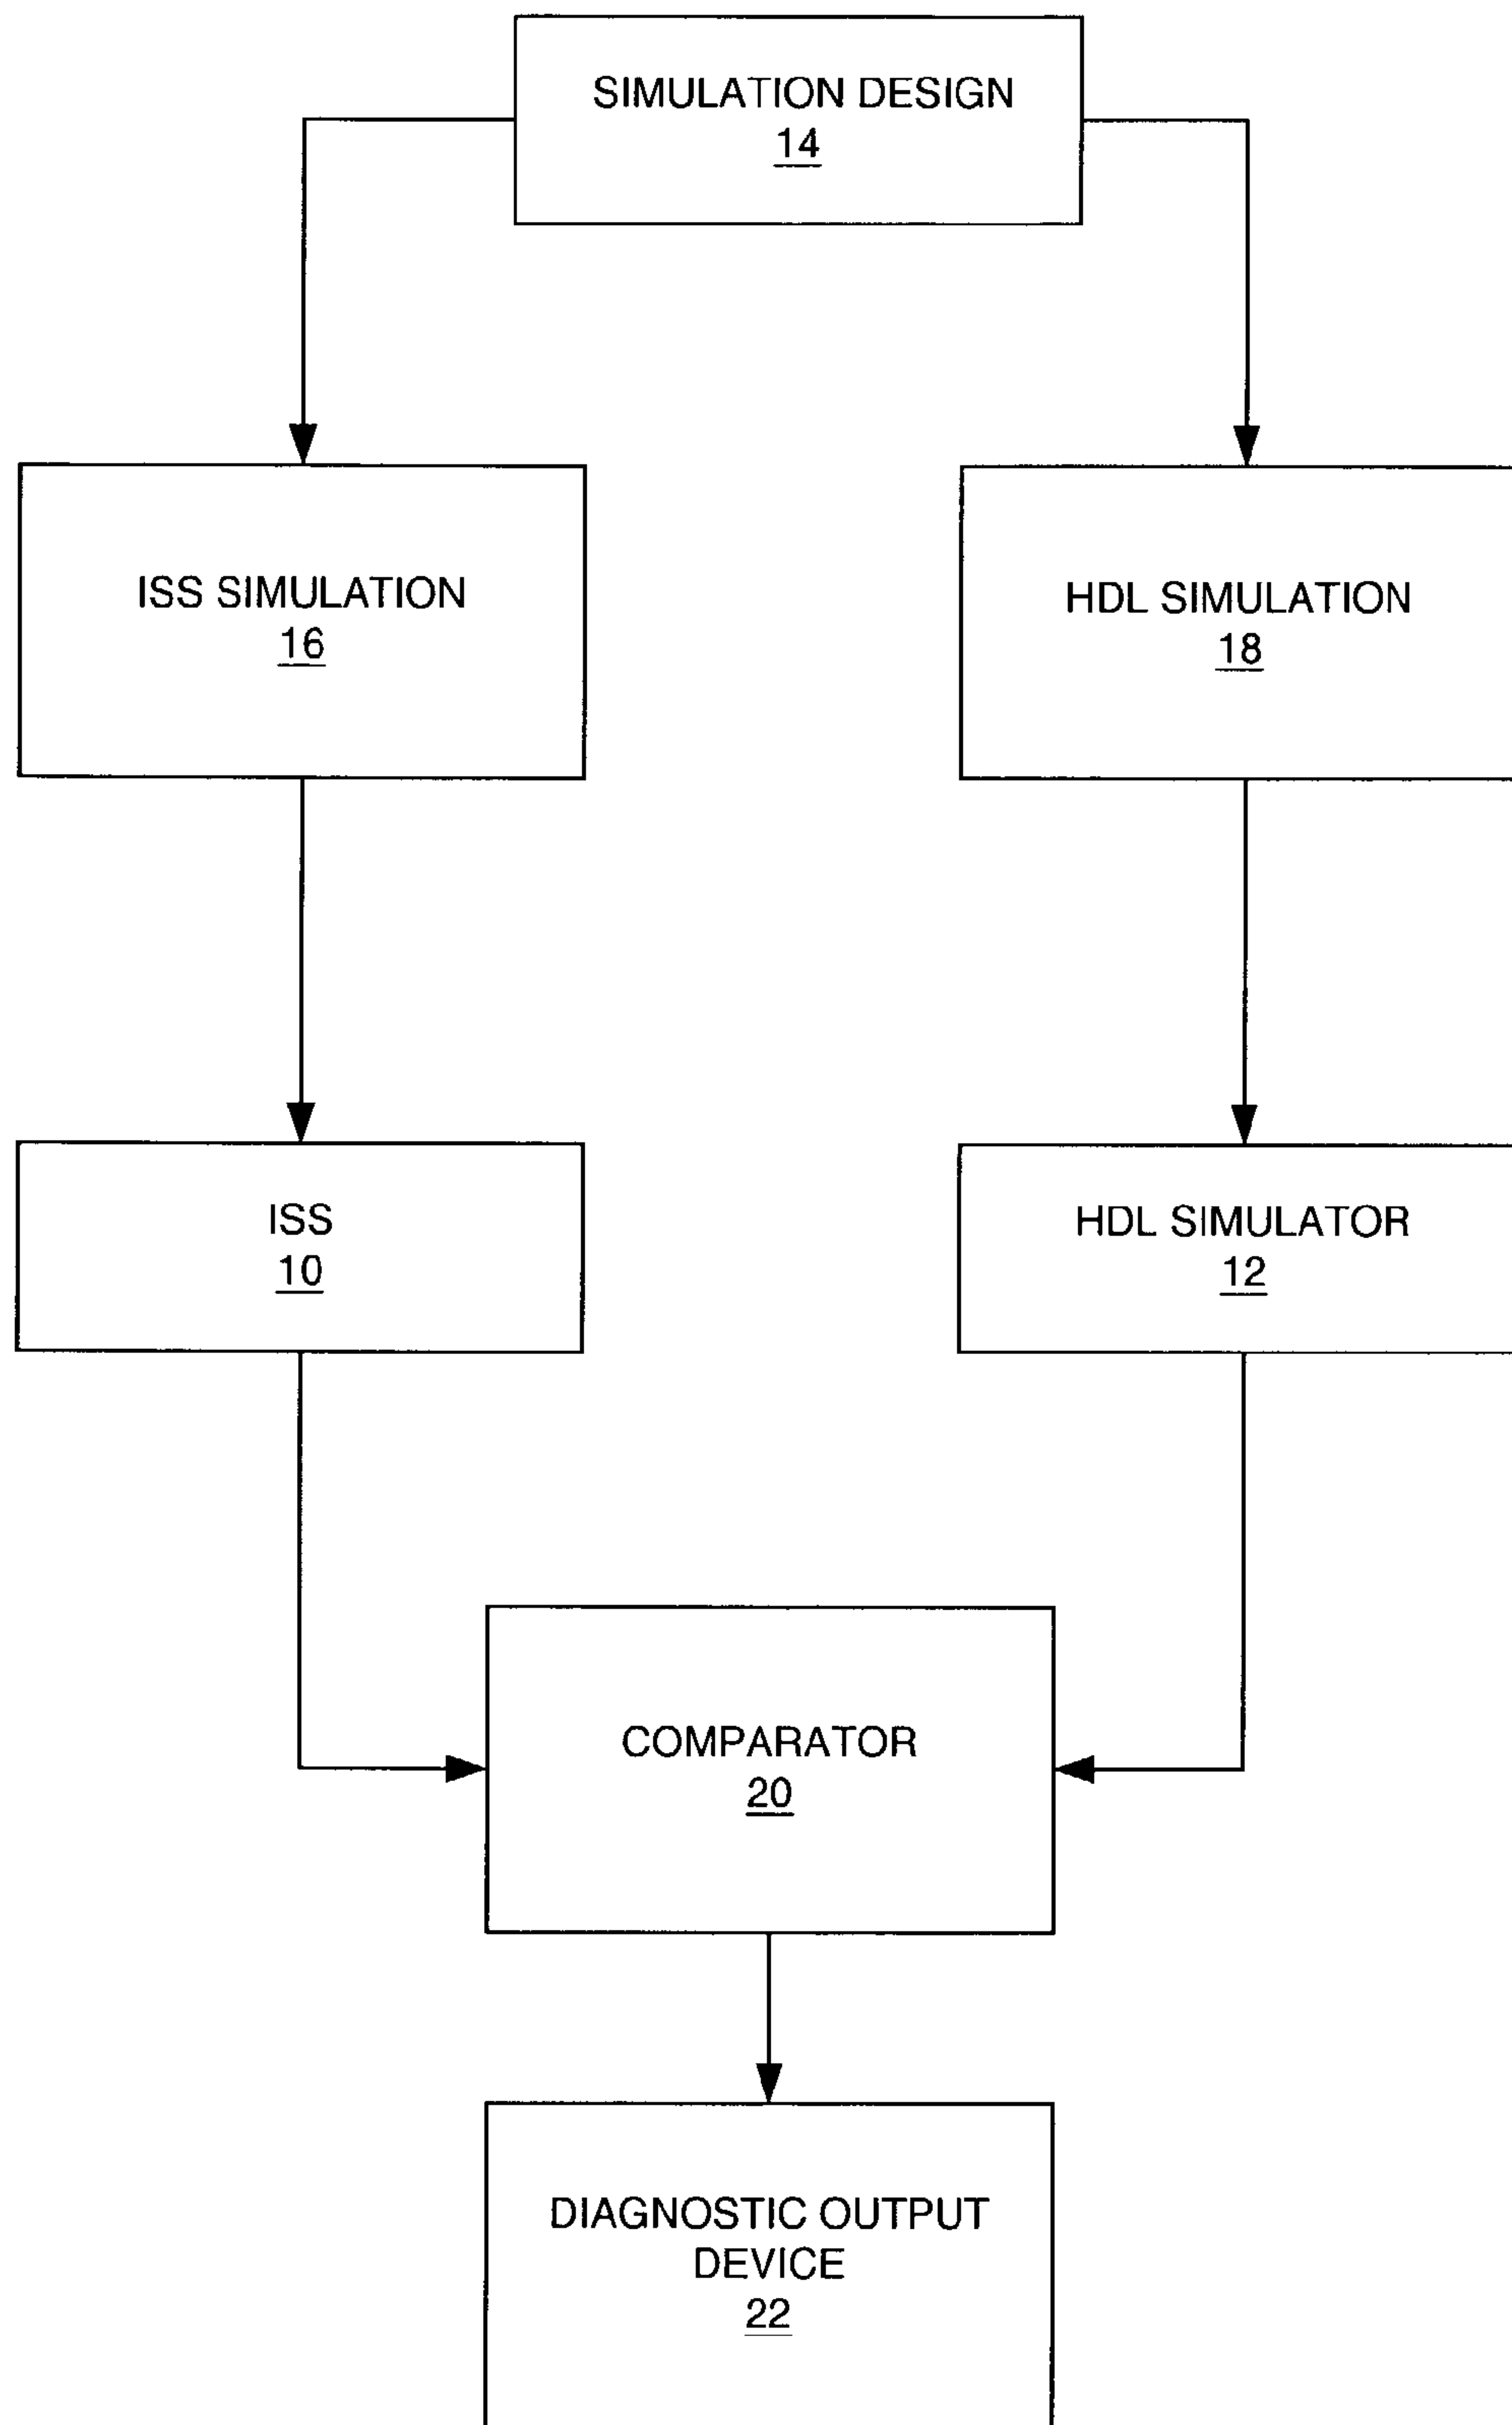 SIMULATION DESIGN
14
ISS SIMULATION
16
HDL SIMULATION
18
ISS
10
HDL SIMULATOR
12
COMPARATOR
20
DIAGNOSTIC OUTPUT
DEVICE
22